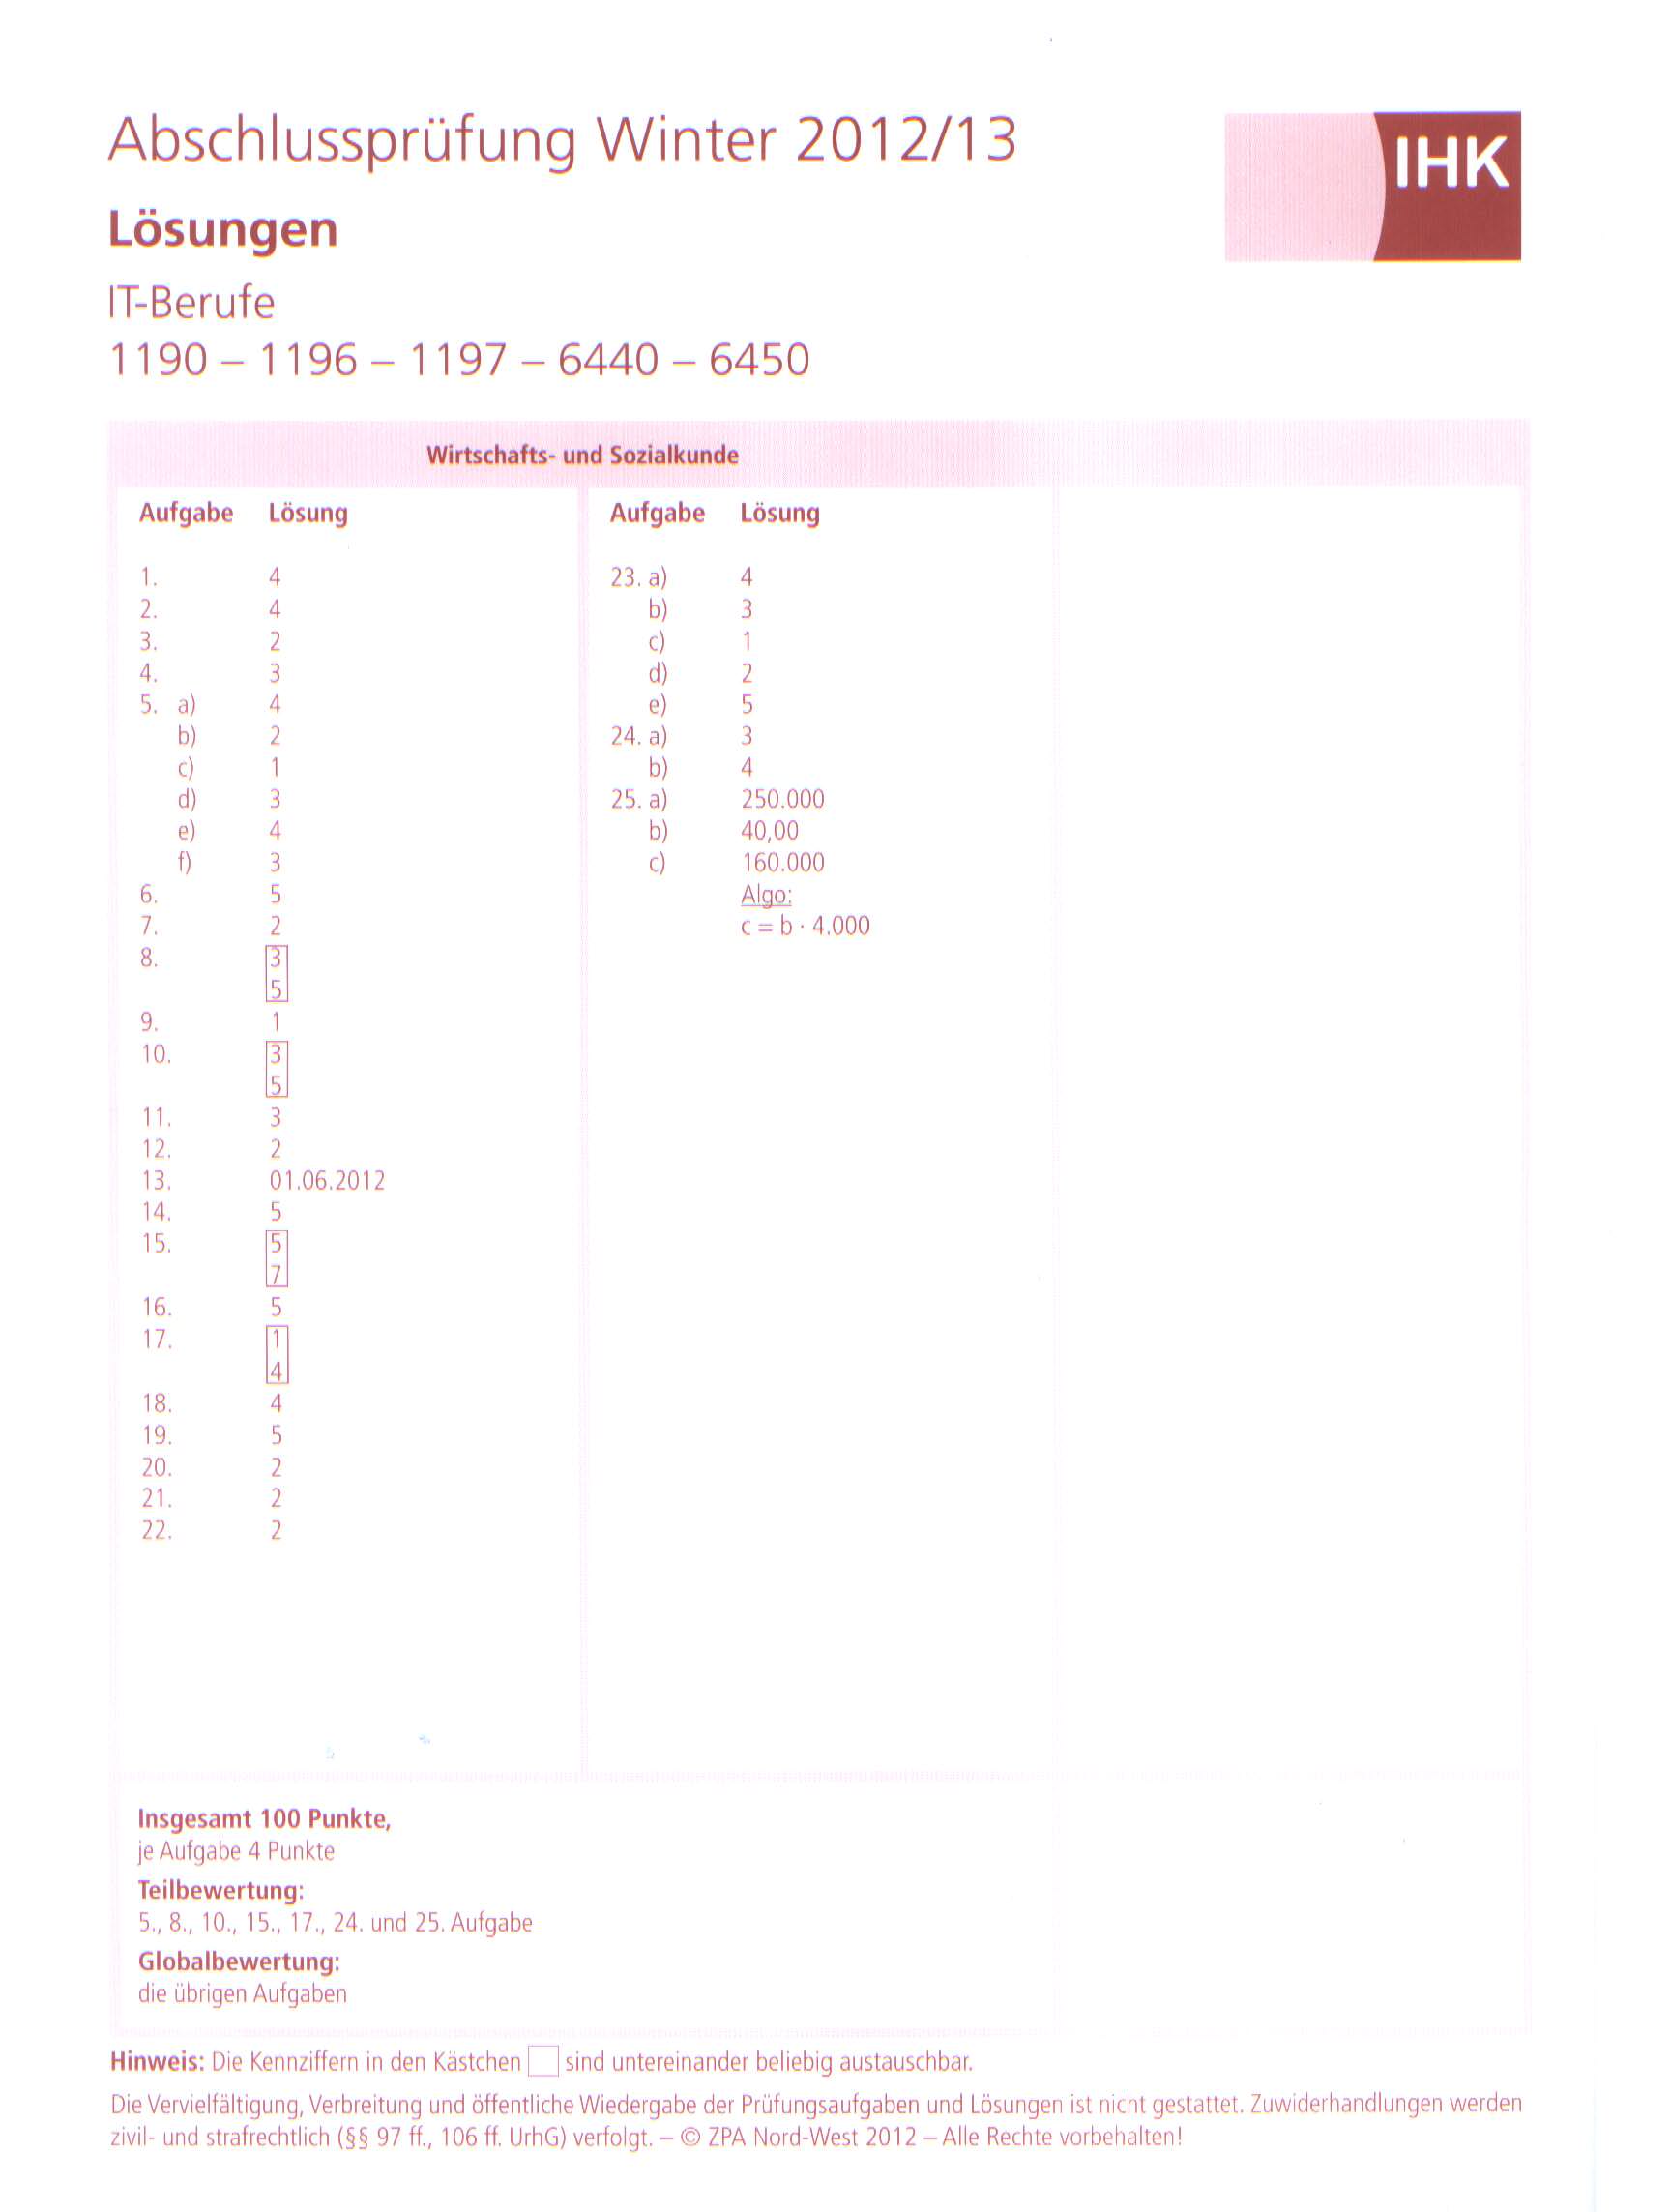 Abschlussprüfung Winter 2012/13
IHK
Lösungen
IT-Berufe
1190 – 1196 – 1197 – 6440 – 6450
Wirtschafts- und Sozialkunde
Aufgabe Lösung
1. 4
2. 4
3. 2
4. 3
5. a) 4
b) 2
c) 1
d) 3
e) 4
f) 3
6. 5
7. 2
8. 3
5
9. 1
10. 3
5
11. 3
12. 2
13. 01.06.2012
14. 5
15. 5
7
16. 5
17. 1
4
18. 4
19. 5
20. 2
21. 2
22. 2
Aufgabe Lösung
23. a) 4
b) 3
c) 1
d) 2
e) 5
24. a) 3
b) 4
25. a) 250.000
b) 40,00
c) 160.000
Algo:
c = b · 4.000
Insgesamt 100 Punkte,
je Aufgabe 4 Punkte
Teilbewertung:
5., 8., 10., 15., 17., 24. und 25. Aufgabe
Globalbewertung:
die übrigen Aufgaben
Hinweis: Die Kennziffern in den Kästchen sind untereinander beliebig austauschbar.
Die Vervielfältigung, Verbreitung und öffentliche Wiedergabe der Prüfungsaufgaben und Lösungen ist nicht gestattet. Zuwiderhandlungen werden
zivil- und strafrechtlich (§§ 97 ff., 106 ff. UrhG) verfolgt. – © ZPA Nord-West 2012 – Alle Rechte vorbehalten!